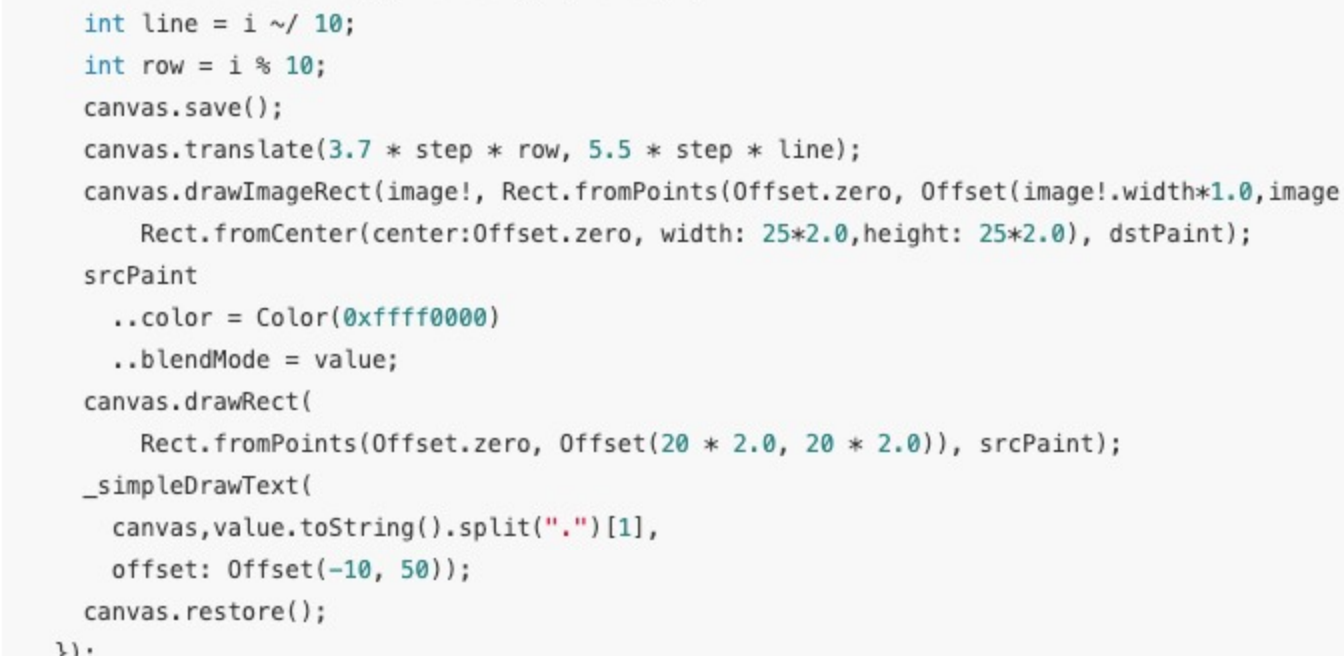 int line = i ~/ 10;
int row = i % 10;
canvas.save();
canvas.translate(3.7 * step * row, 5.5 * step * line);
canvas.drawImageRect(image!, Rect.fromPoints(Offset.zero, Offset(image!.width*1.0,image
Rect.fromCenter(center:Offset.zero, width: 25*2.0,height: 25*2.0), dstPaint);
srcPaint
..color = Color(0xffff0000)
..blendMode = value;
canvas.drawRect(
Rect.fromPoints(Offset.zero, Offset(20 * 2.0, 20 * 2.0)), srcPaint);
_simpleDrawText(
canvas,value.toString().split(".")[1],
offset: Offset(-10, 50));
canvas.restore();
});